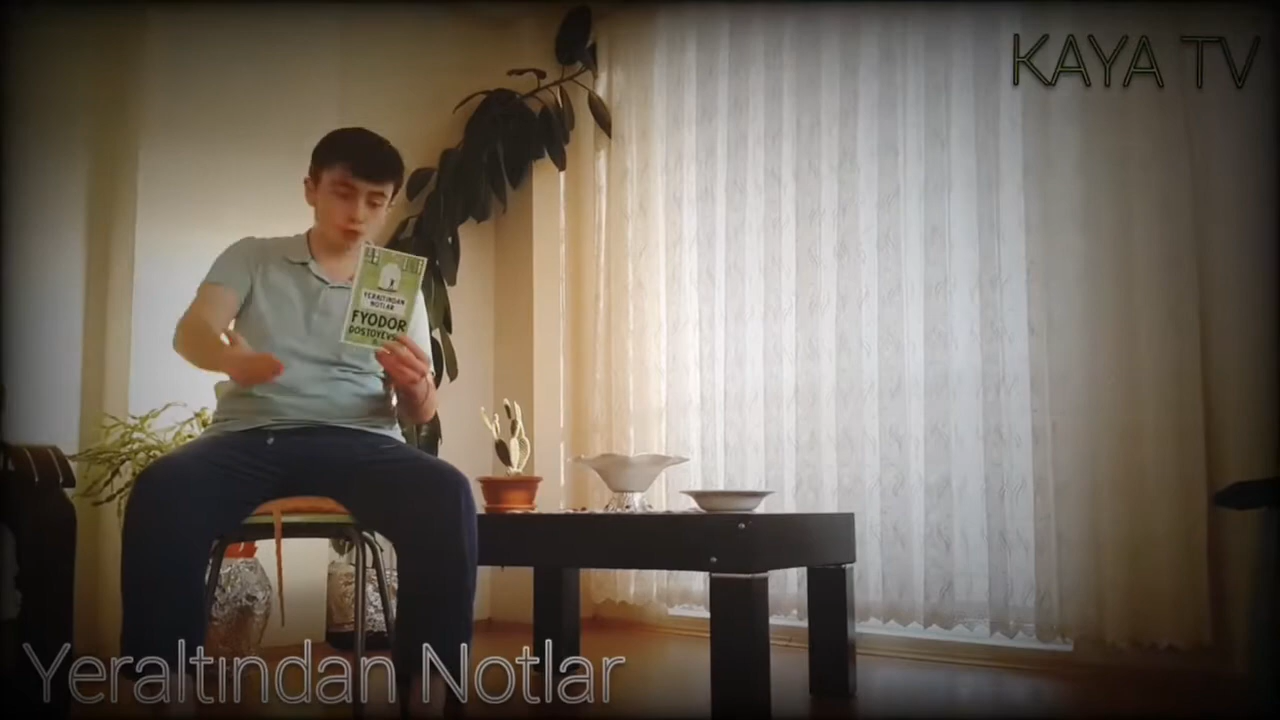 KAYA TV
YERALTINDAN
NOTLAR
FYODOR
DOSTOYEVSKİ
Yeraltından Notlar